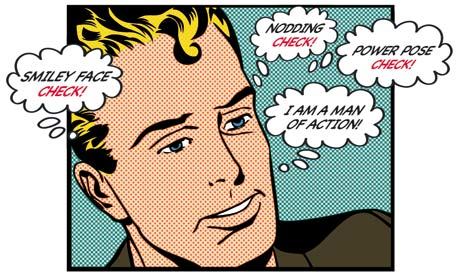 SMILEY FACE
CHECK!
NODDING
CHECK!
POWER POSE
CHECK!
I AM A MAN
OF ACTION!